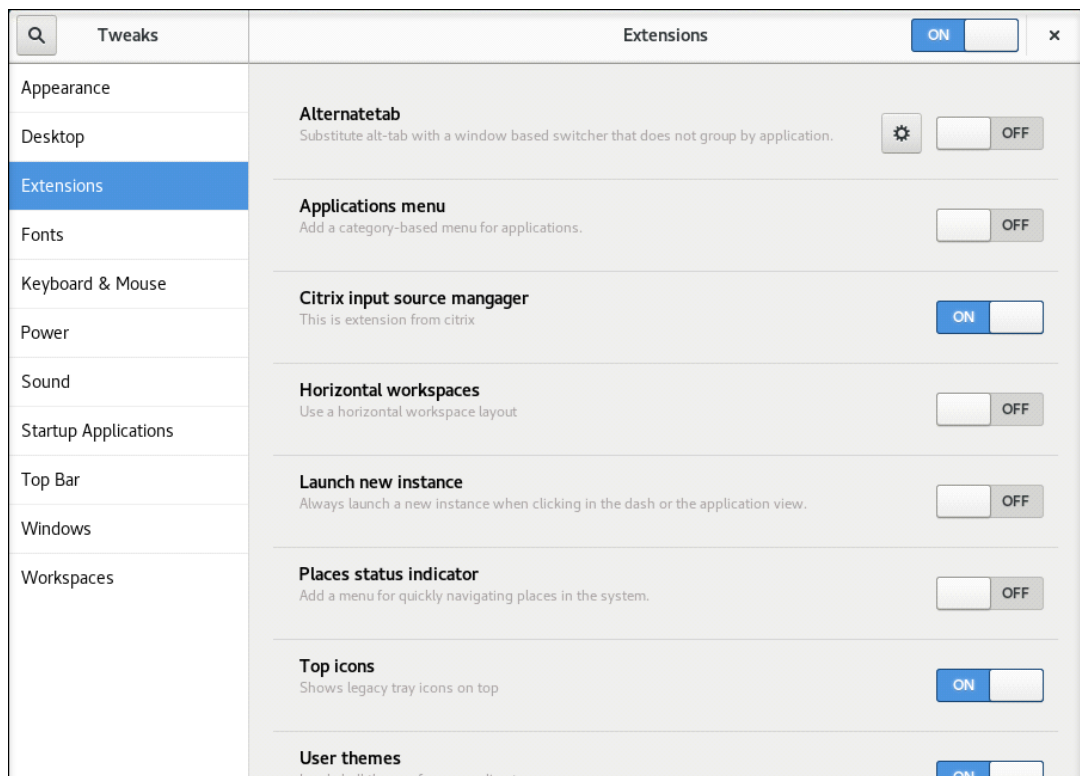 Tweaks
Extensions
ON
Appearance
Desktop
Extensions
Fonts
Keyboard & Mouse
Power
Sound
Startup Applications
Top Bar
Windows
Workspaces
Alternatetab
Substitute alt-tab with a window based switcher that does not group by application.
OFF
Applications menu
Add a category-based menu for applications.
OFF
Citrix input source mangager
This is extension from citrix
ON
Horizontal workspaces
Use a horizontal workspace layout
OFF
Launch new instance
Always launch a new instance when clicking in the dash or the application view.
OFF
Places status indicator
Add a menu for quickly navigating places in the system.
OFF
Top icons
Shows legacy tray icons on top
ON
User themes
ON